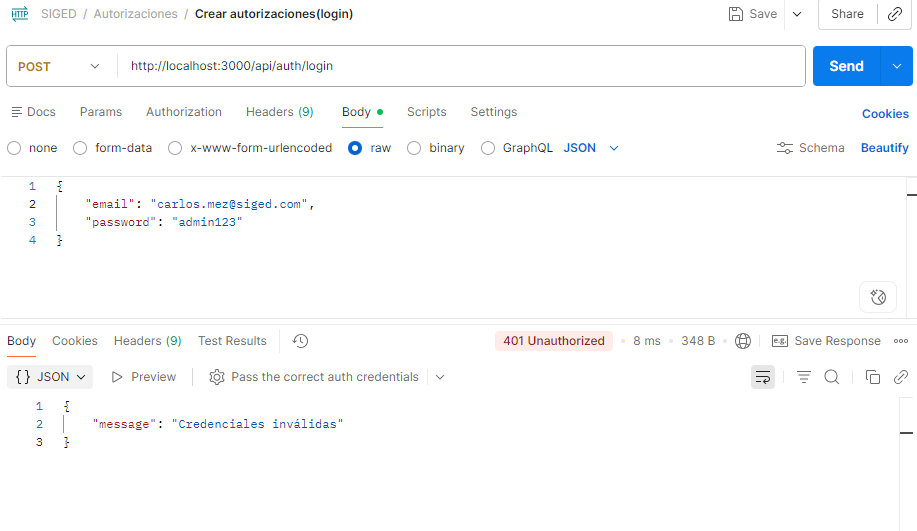 HTTP SIGED / Autorizaciones / Crear autorizaciones(login) Save Share
POST http://localhost:3000/api/auth/login Send
Docs Params Authorization Headers (9) Body Scripts Settings Cookies
none form-data x-www-form-urlencoded raw binary GraphQL JSON Schema Beautify
1 {
2 "email": "carlos.mez@siged.com",
3 "password": "admin123"
4 }
Body Cookies Headers (9) Test Results 401 Unauthorized 8 ms 348 B e.g. Save Response
{} JSON Preview Pass the correct auth credentials
1 {
2 "message": "Credenciales inválidas"
3 }